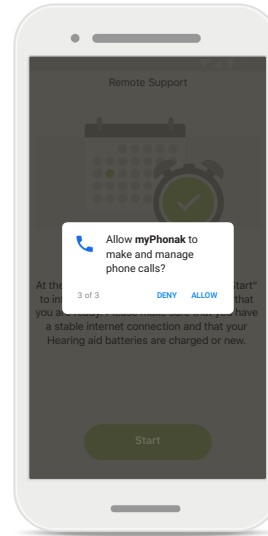 Remote Support
Allow myPhonak to
make and manage
phone calls?
3 of 3 DENY ALLOW
At the Start"
to in that
you are ready. Please make sure that you have
a stable internet connection and that your
Hearing aid batteries are charged or new.
Start